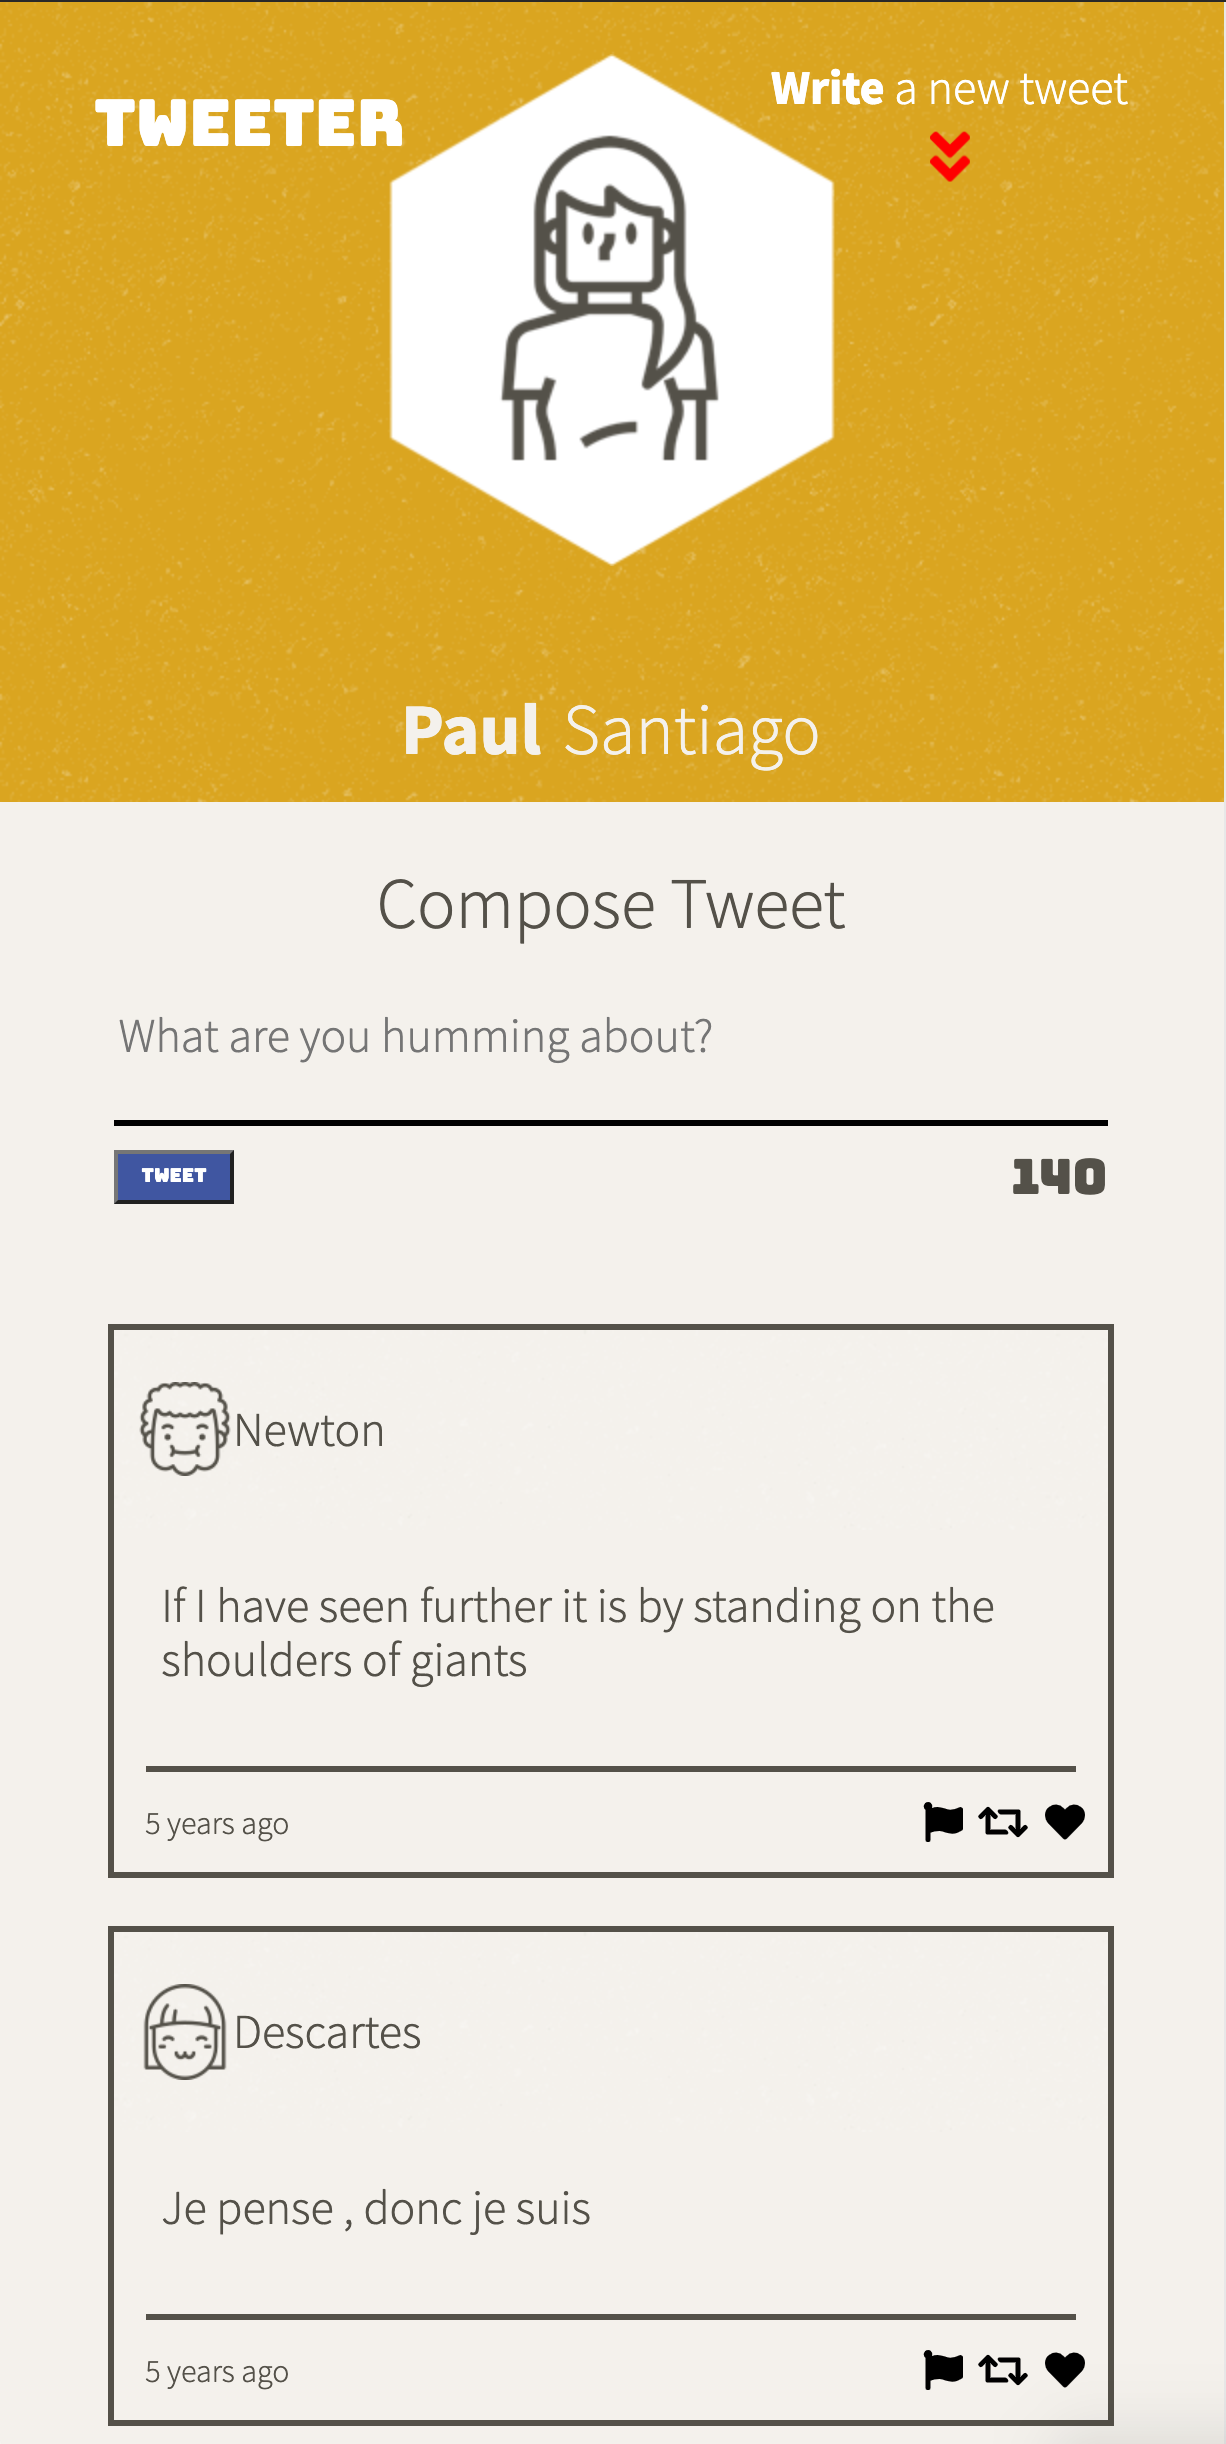 TWEETER
Write a new tweet
Paul Santiago
Compose Tweet
What are you humming about?
TWEET
140
Newton
If I have seen further it is by standing on the
shoulders of giants
5 years ago
Descartes
Je pense , donc je suis
5 years ago